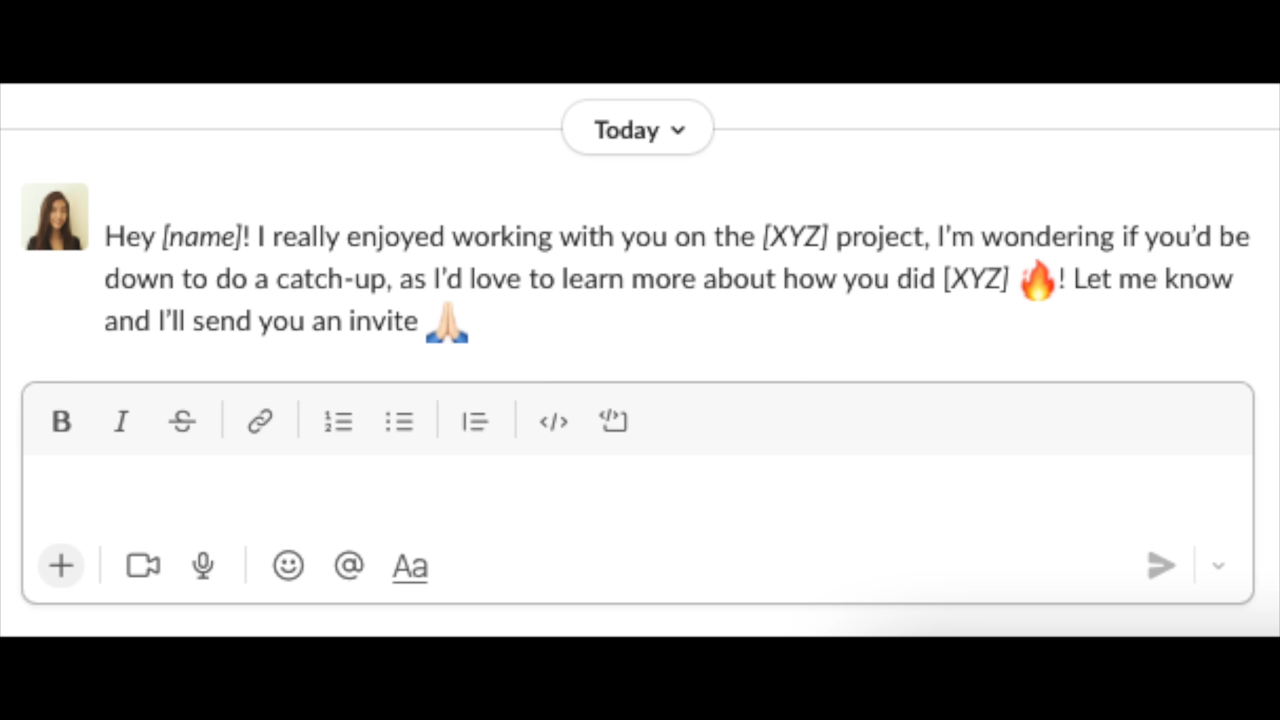 Today
Hey [name]! I really enjoyed working with you on the [XYZ] project, I'm wondering if you'd be
down to do a catch-up, as I'd love to learn more about how you did [XYZ] 🔥! Let me know
and I'll send you an invite 🙏🏻
B I S </>
@ Aa